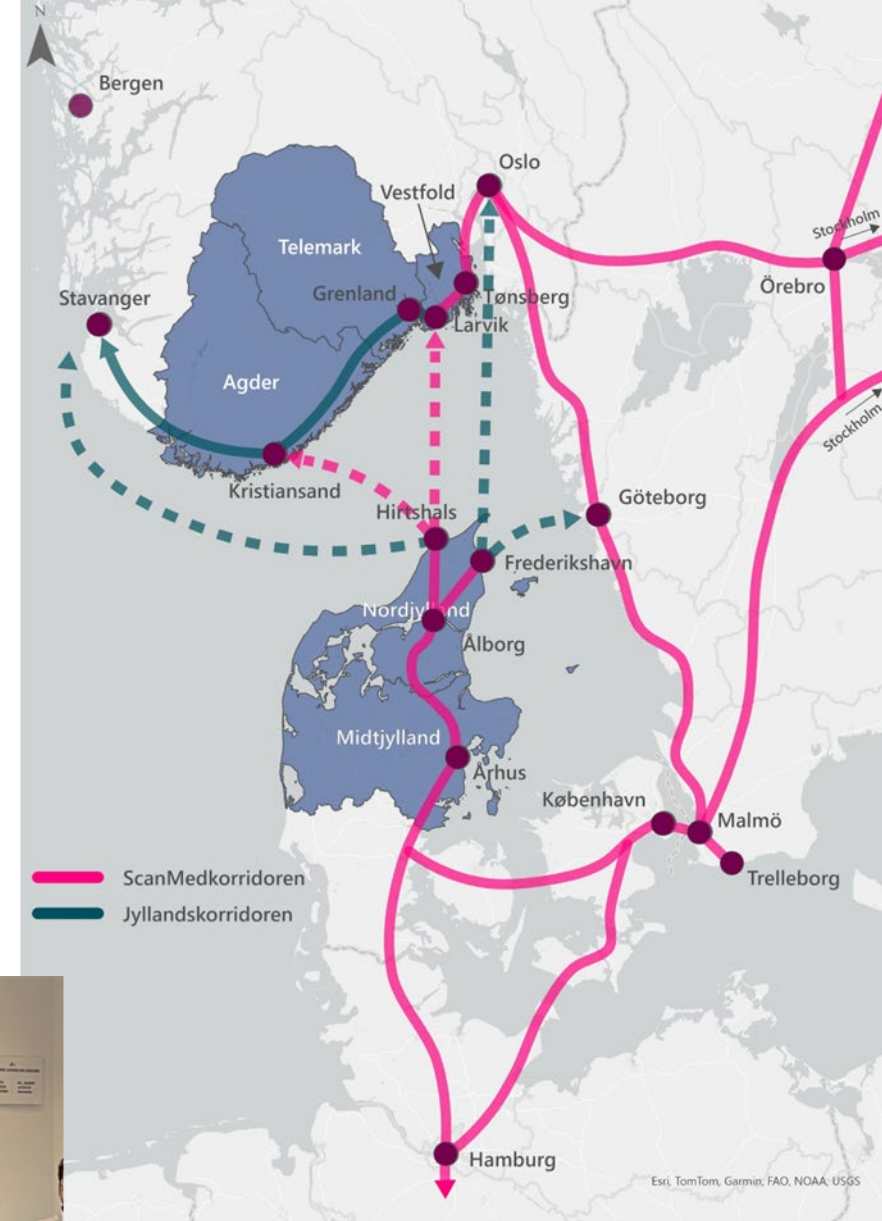 N
Bergen
Oslo
Vestfold
Stockholm
Telemark
Örebro
Grenland
Tønsberg
Stavanger
Larvik
Agder
Stockholm
Kristiansand
Göteborg
Hirtshals
Frederikshavn
Nordjylland
Ålborg
Midtjylland
Århus
København
Malmö
ScanMedkorridoren
Trelleborg
Jyllandskorridoren
Hamburg
Esri, TomTom, Garmin, FAO, NOAA, USGS